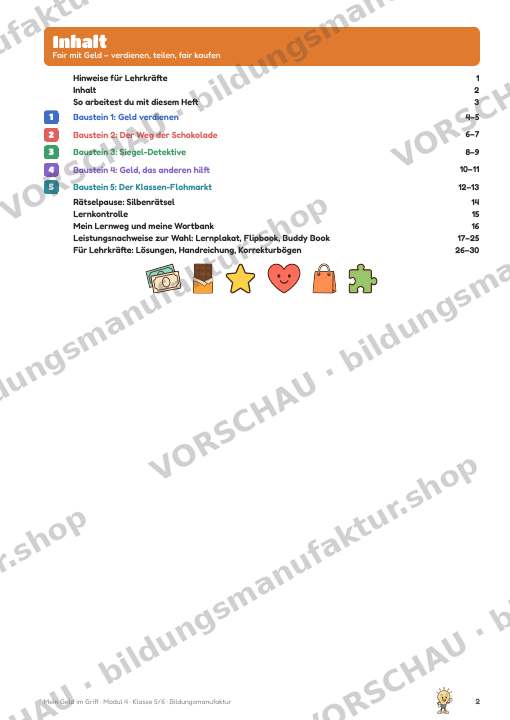 Inhalt
Fair mit Geld – verdienen, teilen, fair kaufen
Hinweise für Lehrkräfte 1
Inhalt 2
So arbeitest du mit diesem Heft 3
1 Baustein 1: Geld verdienen 4–5
2 Baustein 2: Der Weg der Schokolade 6–7
3 Baustein 3: Siegel-Detektive 8–9
4 Baustein 4: Geld, das anderen hilft 10–11
5 Baustein 5: Der Klassen-Flohmarkt 12–13
Rätselpause: Silbenrätsel 14
Lernkontrolle 15
Mein Lernweg und meine Wortbank 16
Leistungsnachweise zur Wahl: Lernplakat, Flipbook, Buddy Book 17–25
Für Lehrkräfte: Lösungen, Handreichung, Korrekturbögen 26–30
VORSCHAU · bildungsmanufaktur.shop
Mein Geld im Griff · Modul 4 · Klasse 5/6 · Bildungsmanufaktur 2